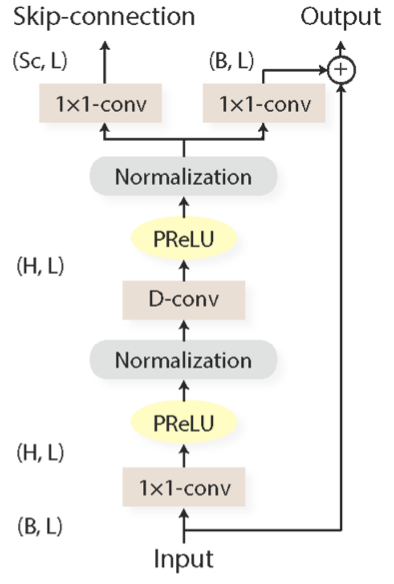 Skip-connection
Output
(Sc, L)
(B, L)
+
1×1-conv
1×1-conv
Normalization
PReLU
(H, L)
D-conv
Normalization
PReLU
(H, L)
1×1-conv
(B, L)
Input